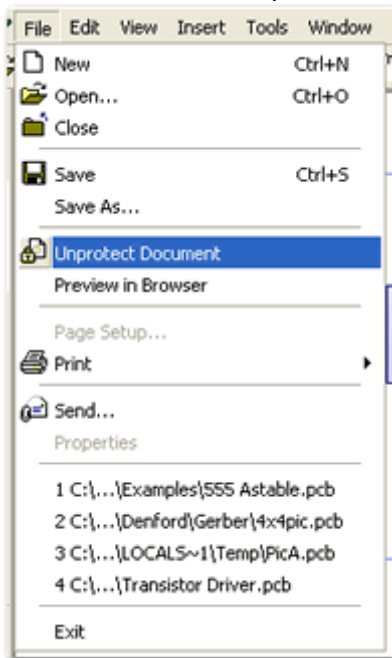 File Edit View Insert Tools Window
New Ctrl+N
Open... Ctrl+O
Close
Save Ctrl+S
Save As...
Unprotect Document
Preview in Browser
Page Setup...
Print
Send...
Properties
1 C:\...\Examples\555 Astable.pcb
2 C:\...\Denford\Gerber\4x4pic.pcb
3 C:\...\LOCALS~1\Temp\PicA.pcb
4 C:\...\Transistor Driver.pcb
Exit